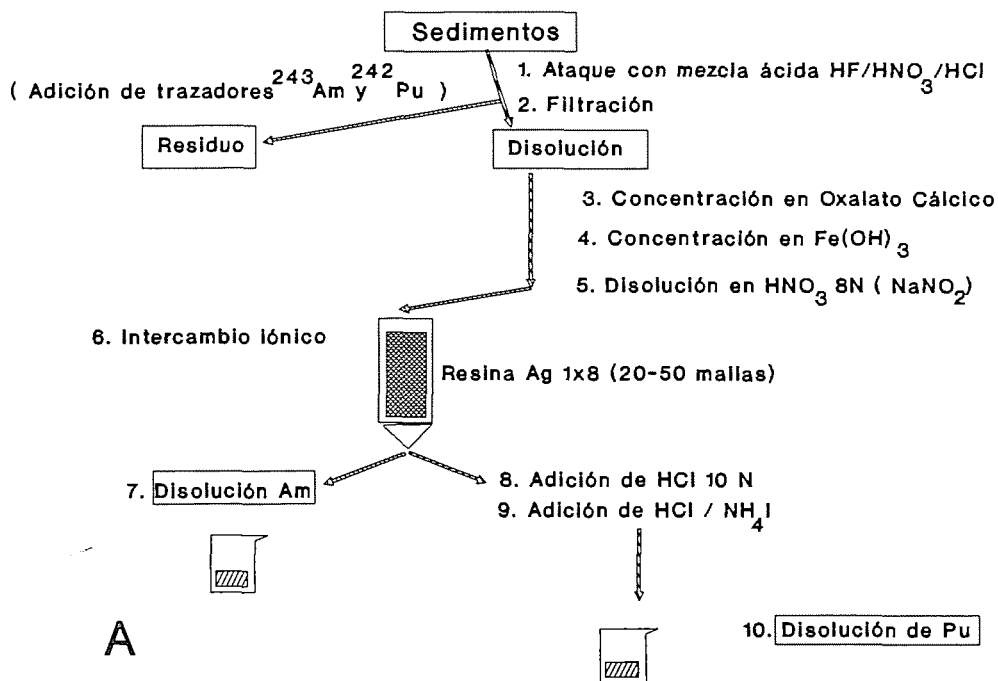 Sedimentos
( Adición de trazadores ²⁴³Am y ²⁴²Pu )
1. Ataque con mezcla ácida HF/HNO₃/HCl
2. Filtración
Residuo
Disolución
3. Concentración en Oxalato Cálcico
4. Concentración en Fe(OH)₃
5. Disolución en HNO₃ 8N ( NaNO₂)
6. Intercambio iónico
Resina Ag 1x8 (20-50 mallas)
7. Disolución Am
8. Adición de HCl 10 N
9. Adición de HCl / NH₄I
A
10. Disolución de Pu